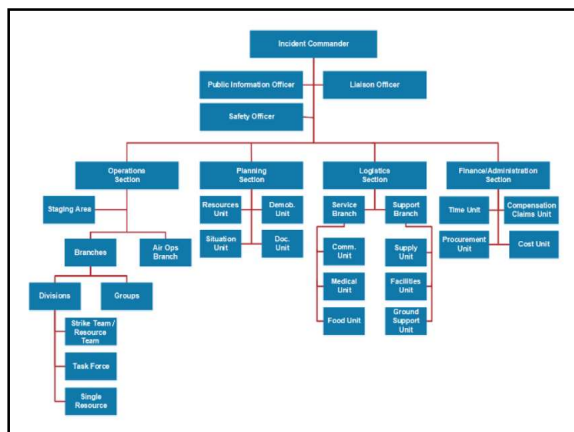 Incident Commander
Public Information Officer
Liaison Officer
Safety Officer
Operations
Section
Planning
Section
Logistics
Section
Finance/Administration
Section
Staging Area
Resources
Unit
Demob.
Unit
Service
Branch
Support
Branch
Time Unit
Compensation
Claims Unit
Branches
Air Ops
Branch
Situation
Unit
Doc.
Unit
Comm.
Unit
Supply
Unit
Procurement
Unit
Cost Unit
Divisions
Groups
Medical
Unit
Facilities
Unit
Strike Team /
Resource
Team
Food Unit
Ground
Support
Unit
Task Force
Single
Resource